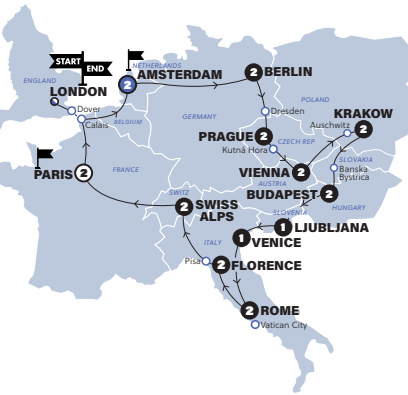 START
END
NETHERLANDS
AMSTERDAM
2
ENGLAND
LONDON
Dover
Calais
BELGIUM
2
BERLIN
Dresden
POLAND
GERMANY
KRAKOW
Auschwitz
2
PRAGUE
2
Kutná Hora
CZECH REP
SLOVAKIA
Banska
Bystrica
VIENNA
2
AUSTRIA
BUDAPEST
2
HUNGARY
PARIS
2
FRANCE
SWITZ
2
SWISS
ALPS
SLOVENIA
1
LJUBLJANA
1
VENICE
ITALY
Pisa
2
FLORENCE
2
ROME
Vatican City